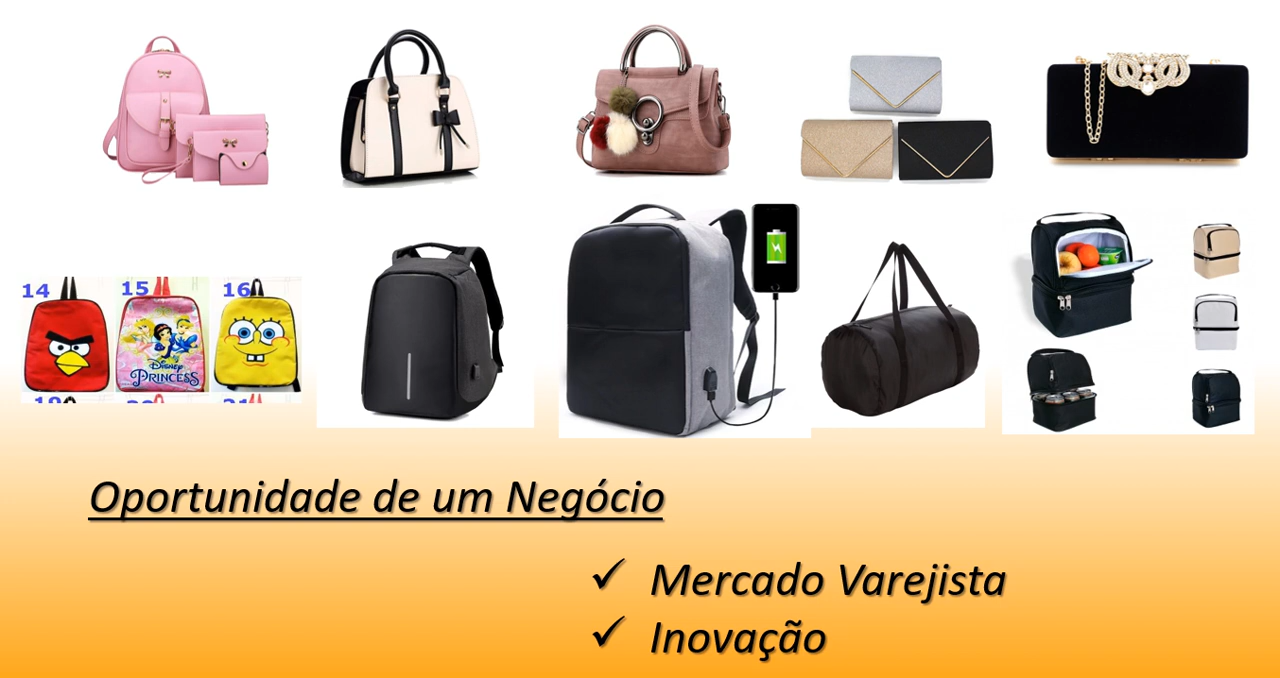 14 15 16
Disney
PRINCESS
Oportunidade de um Negócio
✓ Mercado Varejista
✓ Inovação